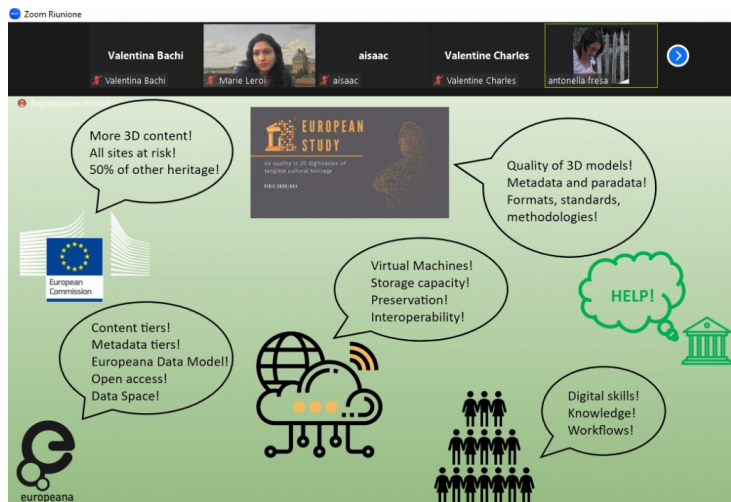 Zoom Riunione
Valentina Bachi
aisaac
Valentine Charles
Valentina Bachi
Marie Leroi
aisaac
Valentine Charles
antonella fresa
Registrazione in corso
More 3D content!
All sites at risk!
50% of other heritage!
EUROPEAN
STUDY
on quality in 3D digitisation of
tangible cultural heritage
Quality of 3D models!
Metadata and paradata!
Formats, standards,
methodologies!
European
Commission
Virtual Machines!
Storage capacity!
Preservation!
Interoperability!
HELP!
Content tiers!
Metadata tiers!
Europeana Data Model!
Open access!
Data Space!
Digital skills!
Knowledge!
Workflows!
europeana